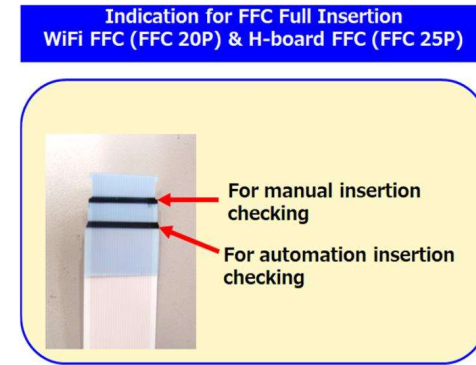 Indication for FFC Full Insertion
WiFi FFC (FFC 20P) & H-board FFC (FFC 25P)
For manual insertion
checking
For automation insertion
checking